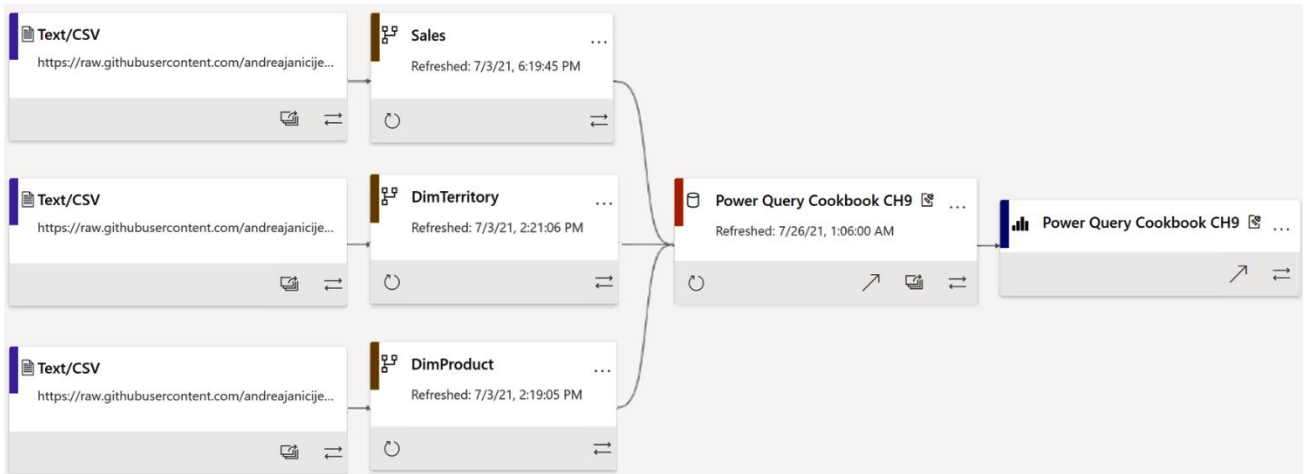 Text/CSV
https://raw.githubusercontent.com/andreajanicije...
Sales
...
Refreshed: 7/3/21, 6:19:45 PM
Text/CSV
https://raw.githubusercontent.com/andreajanicije...
DimTerritory
...
Refreshed: 7/3/21, 2:21:06 PM
Power Query Cookbook CH9
...
Refreshed: 7/26/21, 1:06:00 AM
Power Query Cookbook CH9
...
Text/CSV
https://raw.githubusercontent.com/andreajanicije...
DimProduct
...
Refreshed: 7/3/21, 2:19:05 PM